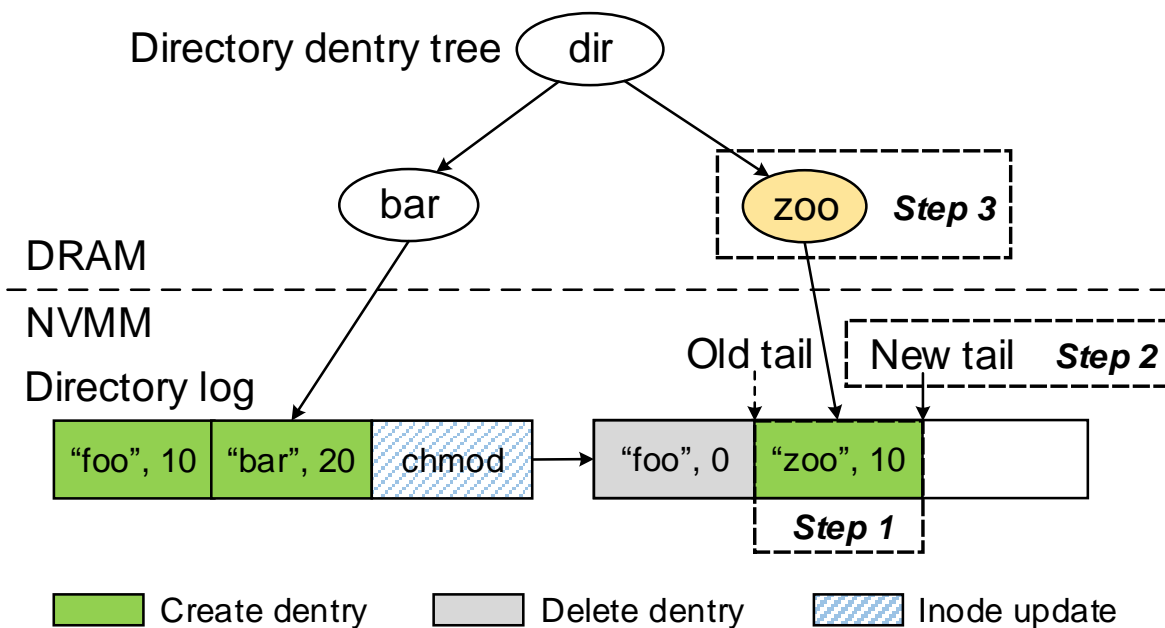 Directory dentry tree
dir
bar
zoo
Step 3
DRAM
NVMM
Old tail
New tail
Step 2
Directory log
“foo”, 10
“bar”, 20
chmod
“foo”, 0
“zoo”, 10
Step 1
Create dentry
Delete dentry
Inode update